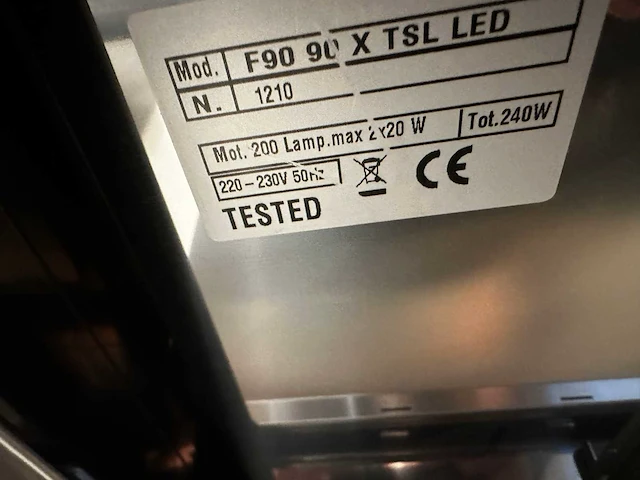 Mod. F90 90 X TSL LED
N. 1210
Mot. 200 Lamp.max 2x20 W Tot.240W
220-230V 50Hz CE
TESTED